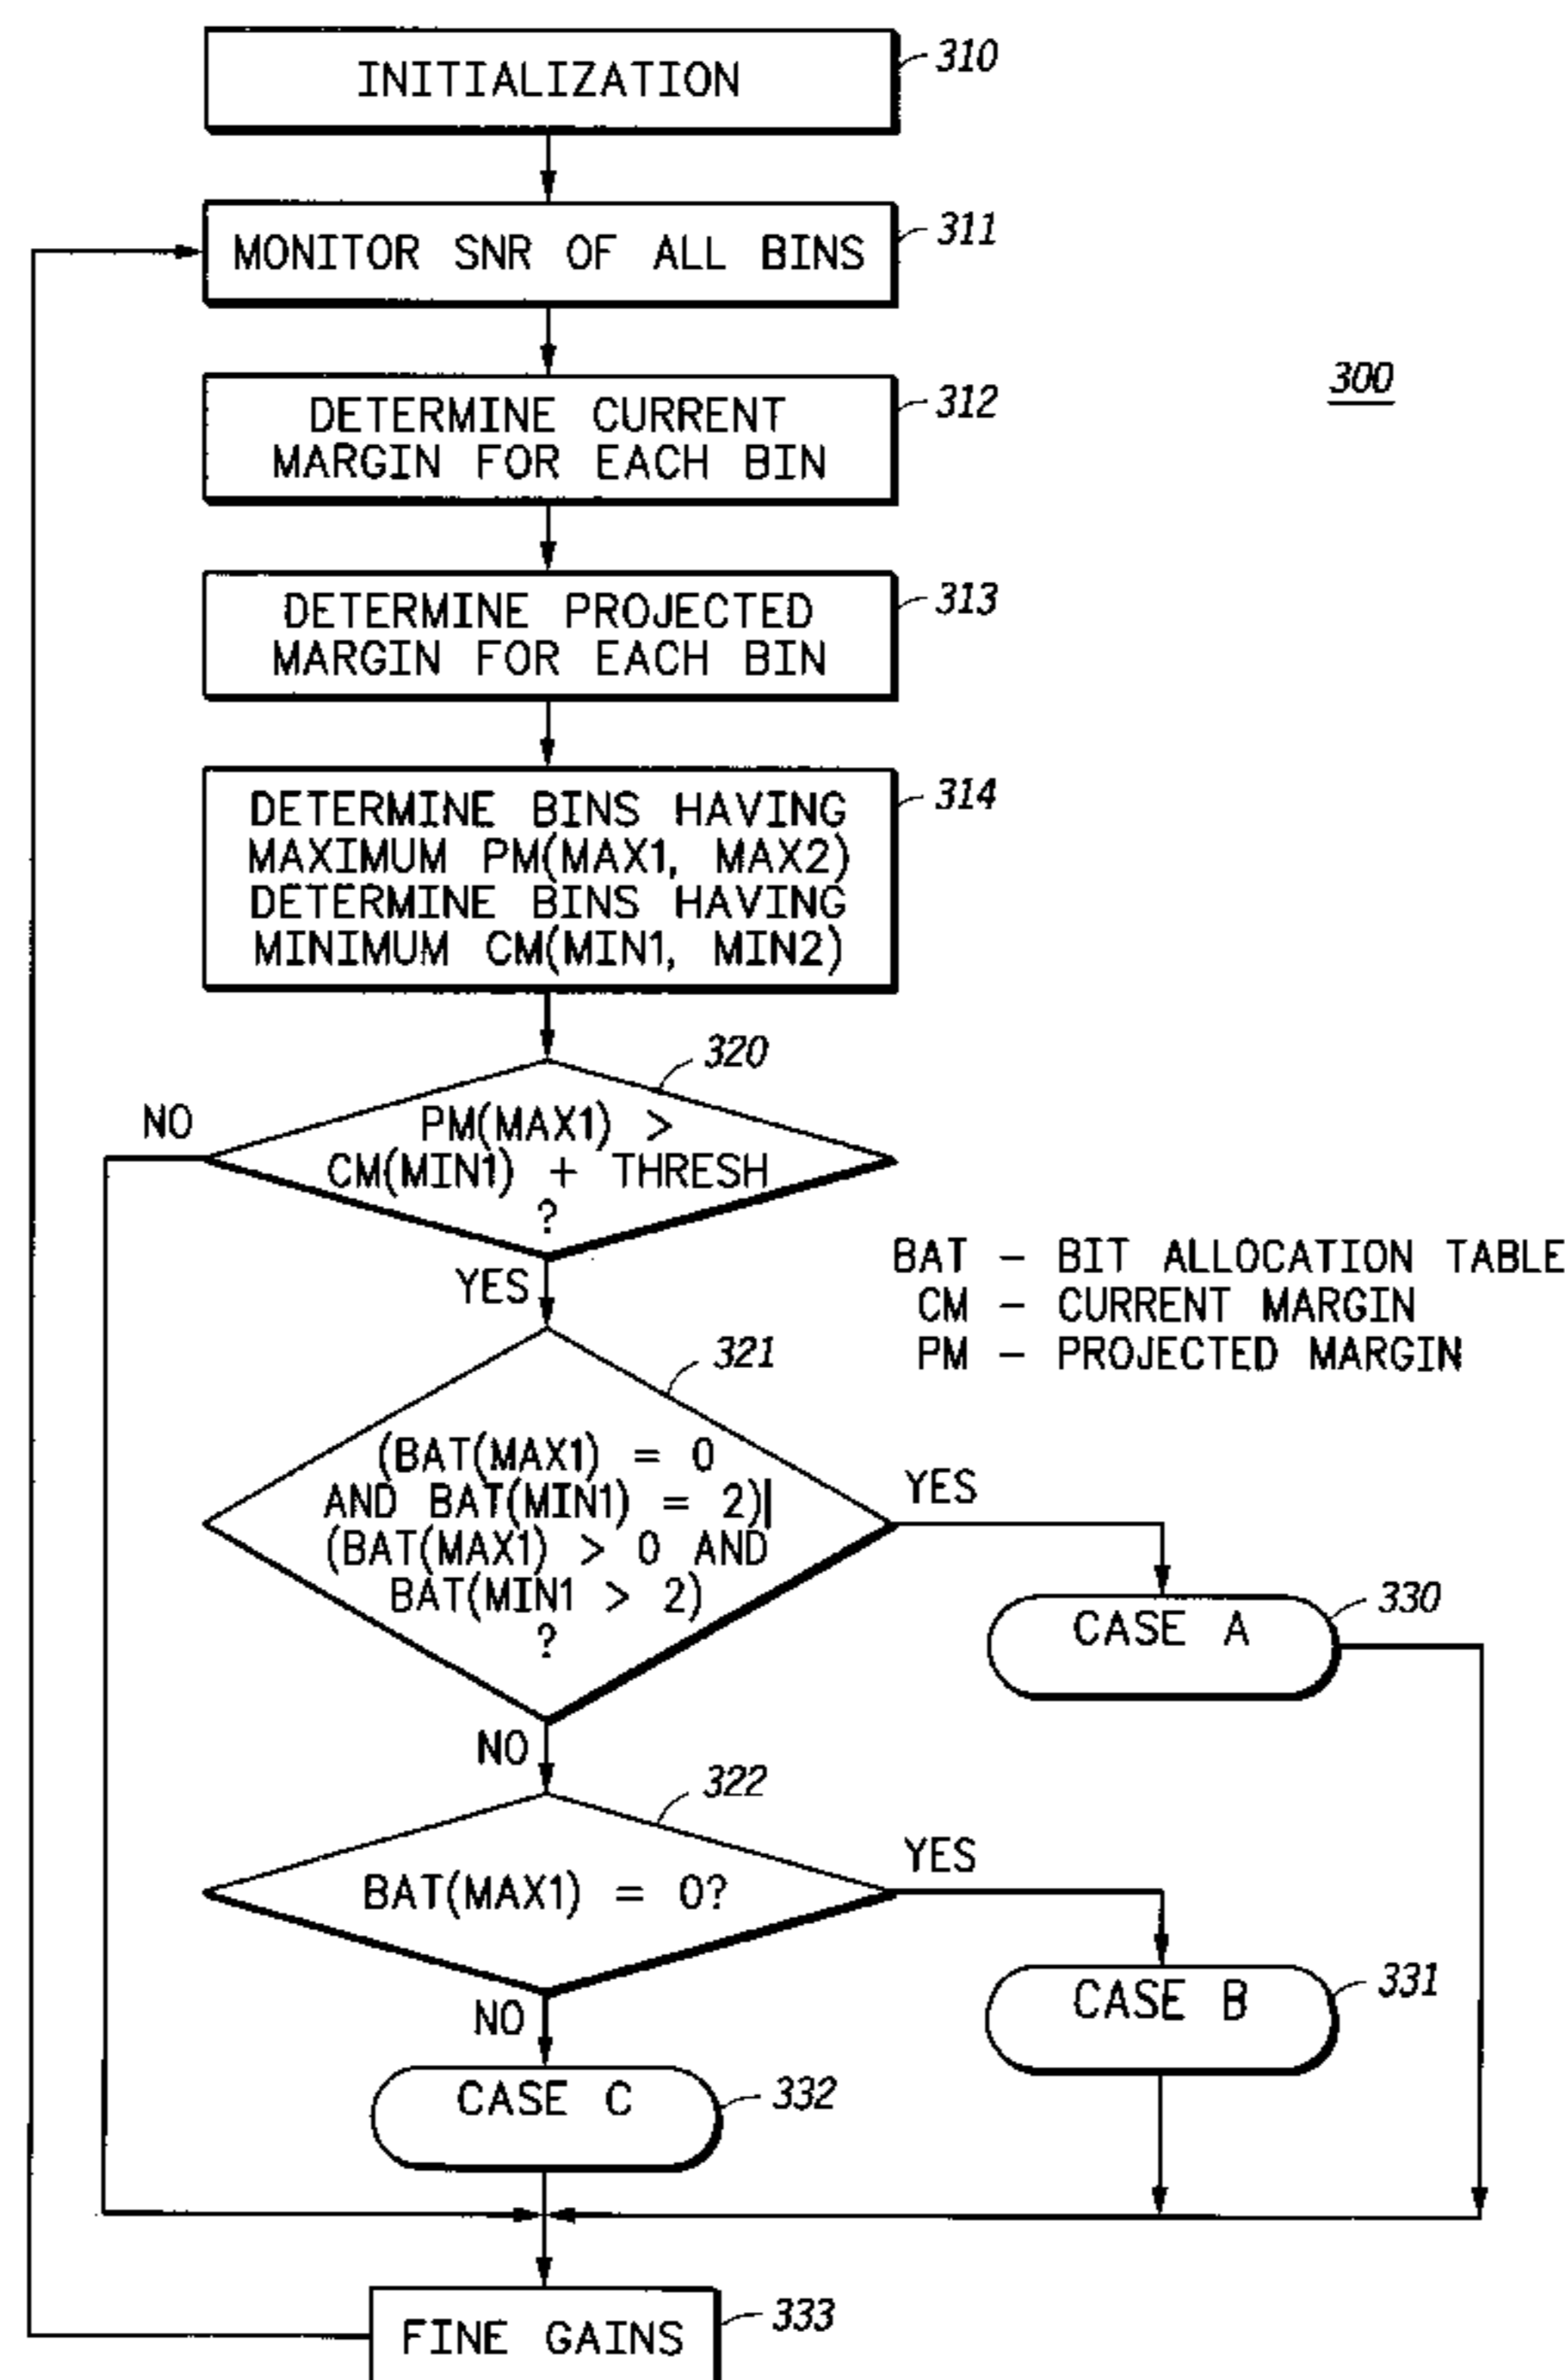 INITIALIZATION
310
MONITOR SNR OF ALL BINS
311
300
DETERMINE CURRENT
MARGIN FOR EACH BIN
312
DETERMINE PROJECTED
MARGIN FOR EACH BIN
313
DETERMINE BINS HAVING
MAXIMUM PM(MAX1, MAX2)
DETERMINE BINS HAVING
MINIMUM CM(MIN1, MIN2)
314
320
NO
PM(MAX1) >
CM(MIN1) + THRESH
?
YES
BAT – BIT ALLOCATION TABLE
CM – CURRENT MARGIN
PM – PROJECTED MARGIN
321
(BAT(MAX1) = 0
AND BAT(MIN1) = 2)|
(BAT(MAX1) > 0 AND
BAT(MIN1 > 2)
?
YES
CASE A
330
NO
322
BAT(MAX1) = 0?
YES
CASE B
331
NO
CASE C
332
FINE GAINS
333